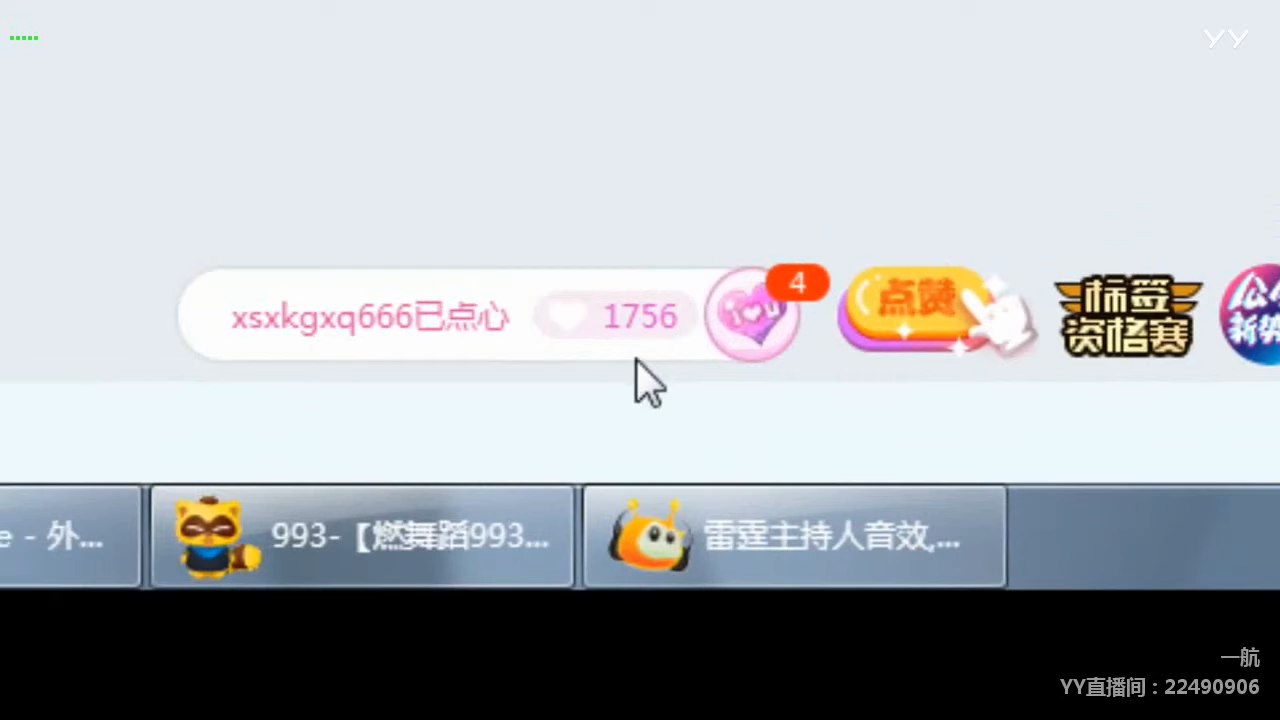 YY
xsxkgxq666已点心 1756
i u
4
点赞
标签
资格赛
新势
e - 外...
993-【燃舞蹈993...
雷霆主持人音效,...
一航
YY直播间：22490906